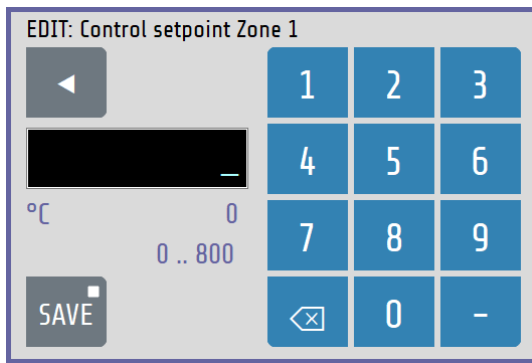 EDIT: Control setpoint Zone 1
1 2 3
_
4 5 6
°C 0
0 .. 800
7 8 9
SAVE
0 -